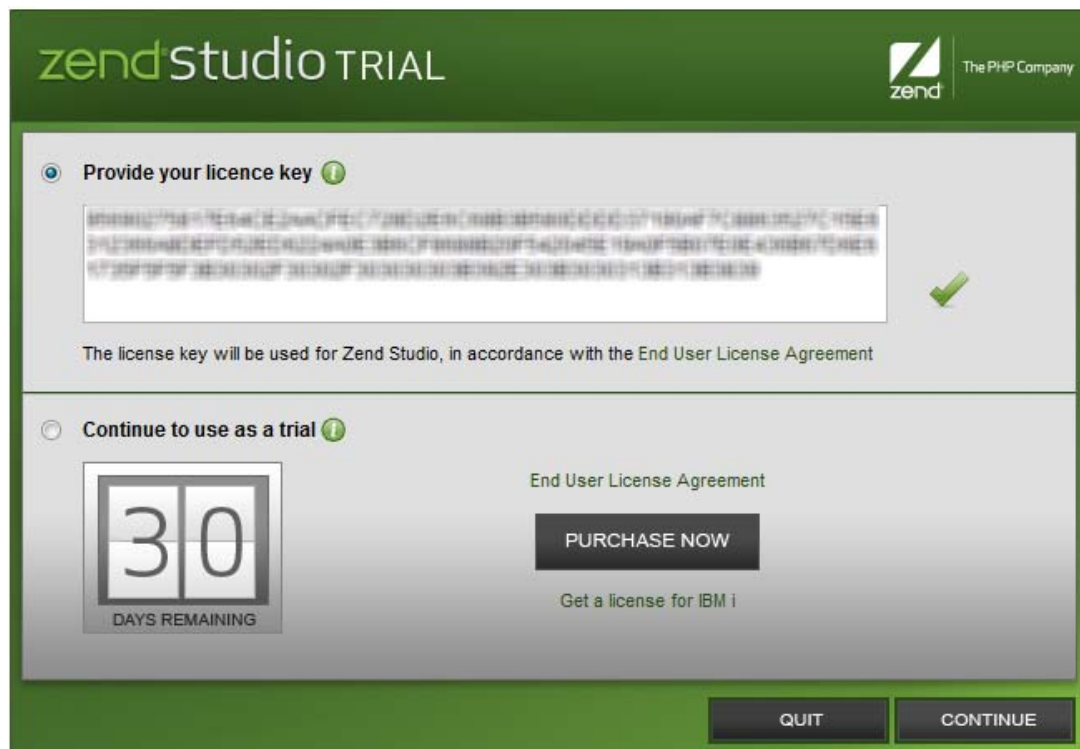 zend Studio TRIAL
zend
The PHP Company
Provide your licence key
The license key will be used for Zend Studio, in accordance with the End User License Agreement
Continue to use as a trial
30
DAYS REMAINING
End User License Agreement
PURCHASE NOW
Get a license for IBM i
QUIT
CONTINUE